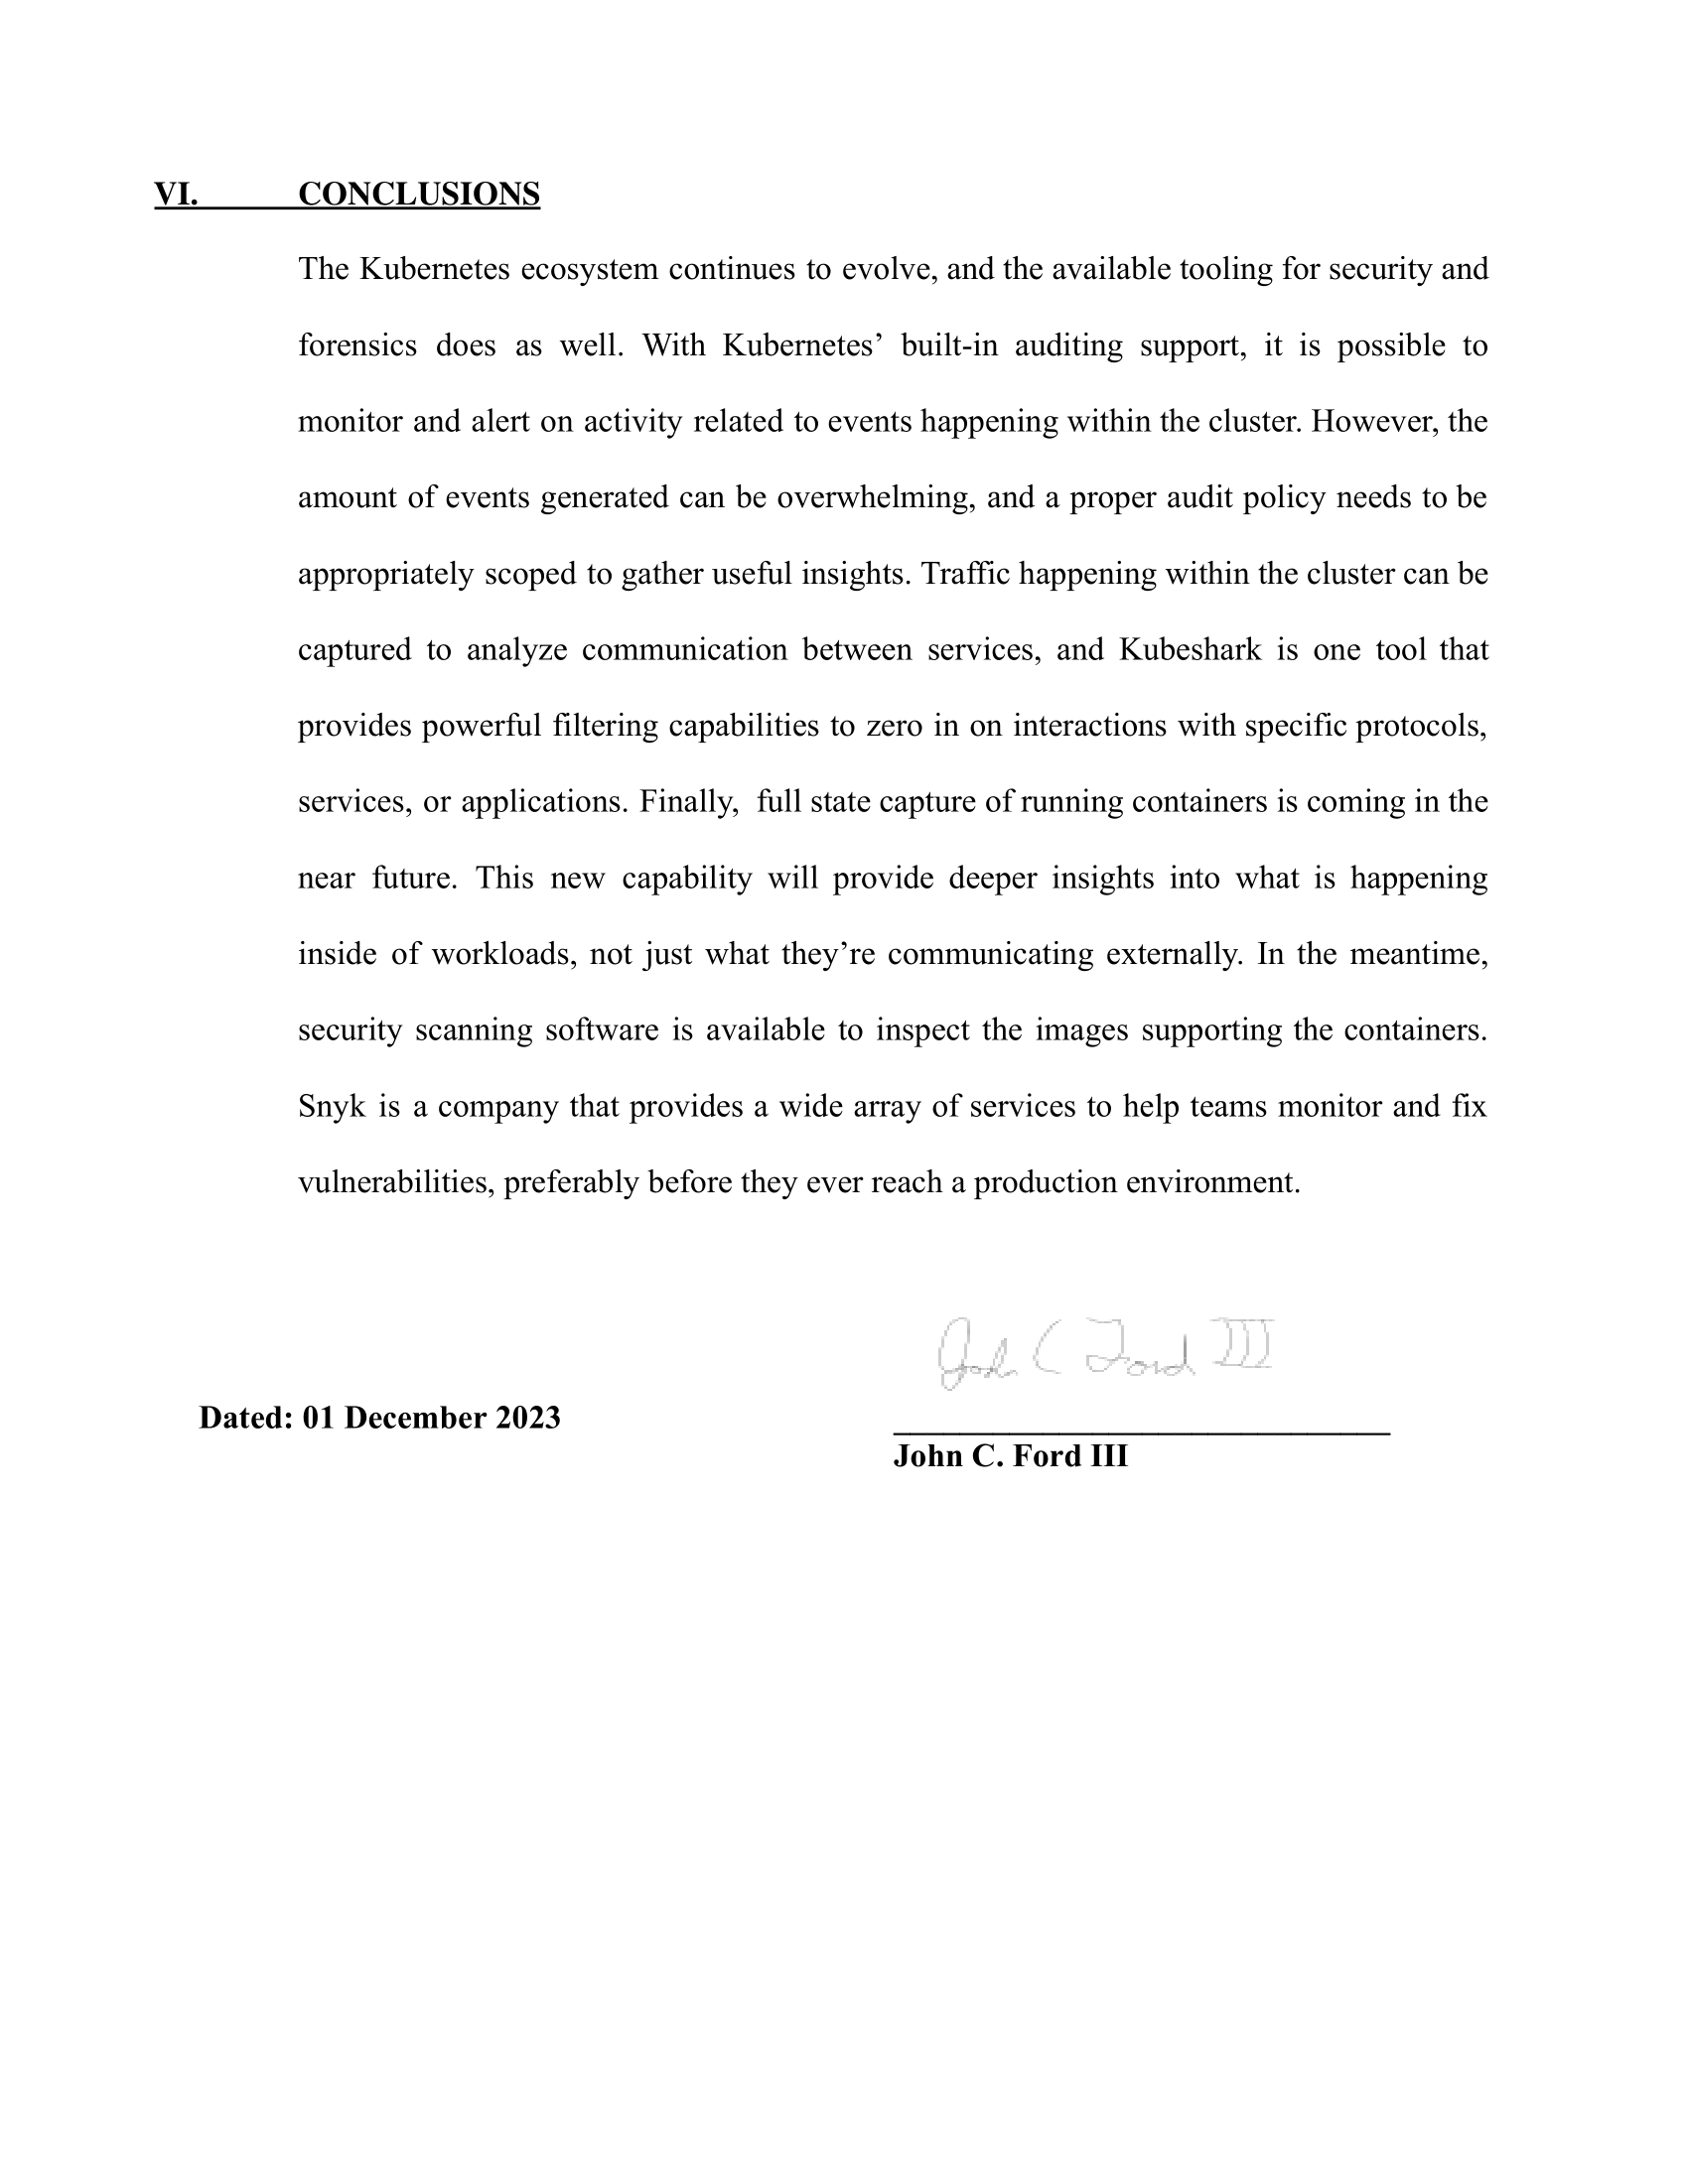 VI. CONCLUSIONS
The Kubernetes ecosystem continues to evolve, and the available tooling for security and
forensics does as well. With Kubernetes’ built-in auditing support, it is possible to
monitor and alert on activity related to events happening within the cluster. However, the
amount of events generated can be overwhelming, and a proper audit policy needs to be
appropriately scoped to gather useful insights. Traffic happening within the cluster can be
captured to analyze communication between services, and Kubeshark is one tool that
provides powerful filtering capabilities to zero in on interactions with specific protocols,
services, or applications. Finally,  full state capture of running containers is coming in the
near future. This new capability will provide deeper insights into what is happening
inside of workloads, not just what they’re communicating externally. In the meantime,
security scanning software is available to inspect the images supporting the containers.
Snyk is a company that provides a wide array of services to help teams monitor and fix
vulnerabilities, preferably before they ever reach a production environment.
John C Ford III
Dated: 01 December 2023
John C. Ford III